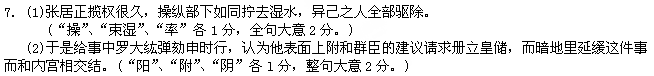 7. (1)张居正揽权很久，操纵部下如同拧去湿水，异己之人全部驱除。
(“操”、“束湿”、“率”各1分，全句大意2分。)
(2)于是给事中罗大纮弹劾申时行，认为他表面上附和群臣的建议请求册立皇储，而暗地里延缓这件事
而和内宫相交结。(“阳”、“附”、“阴”各1分，整句大意2分。)